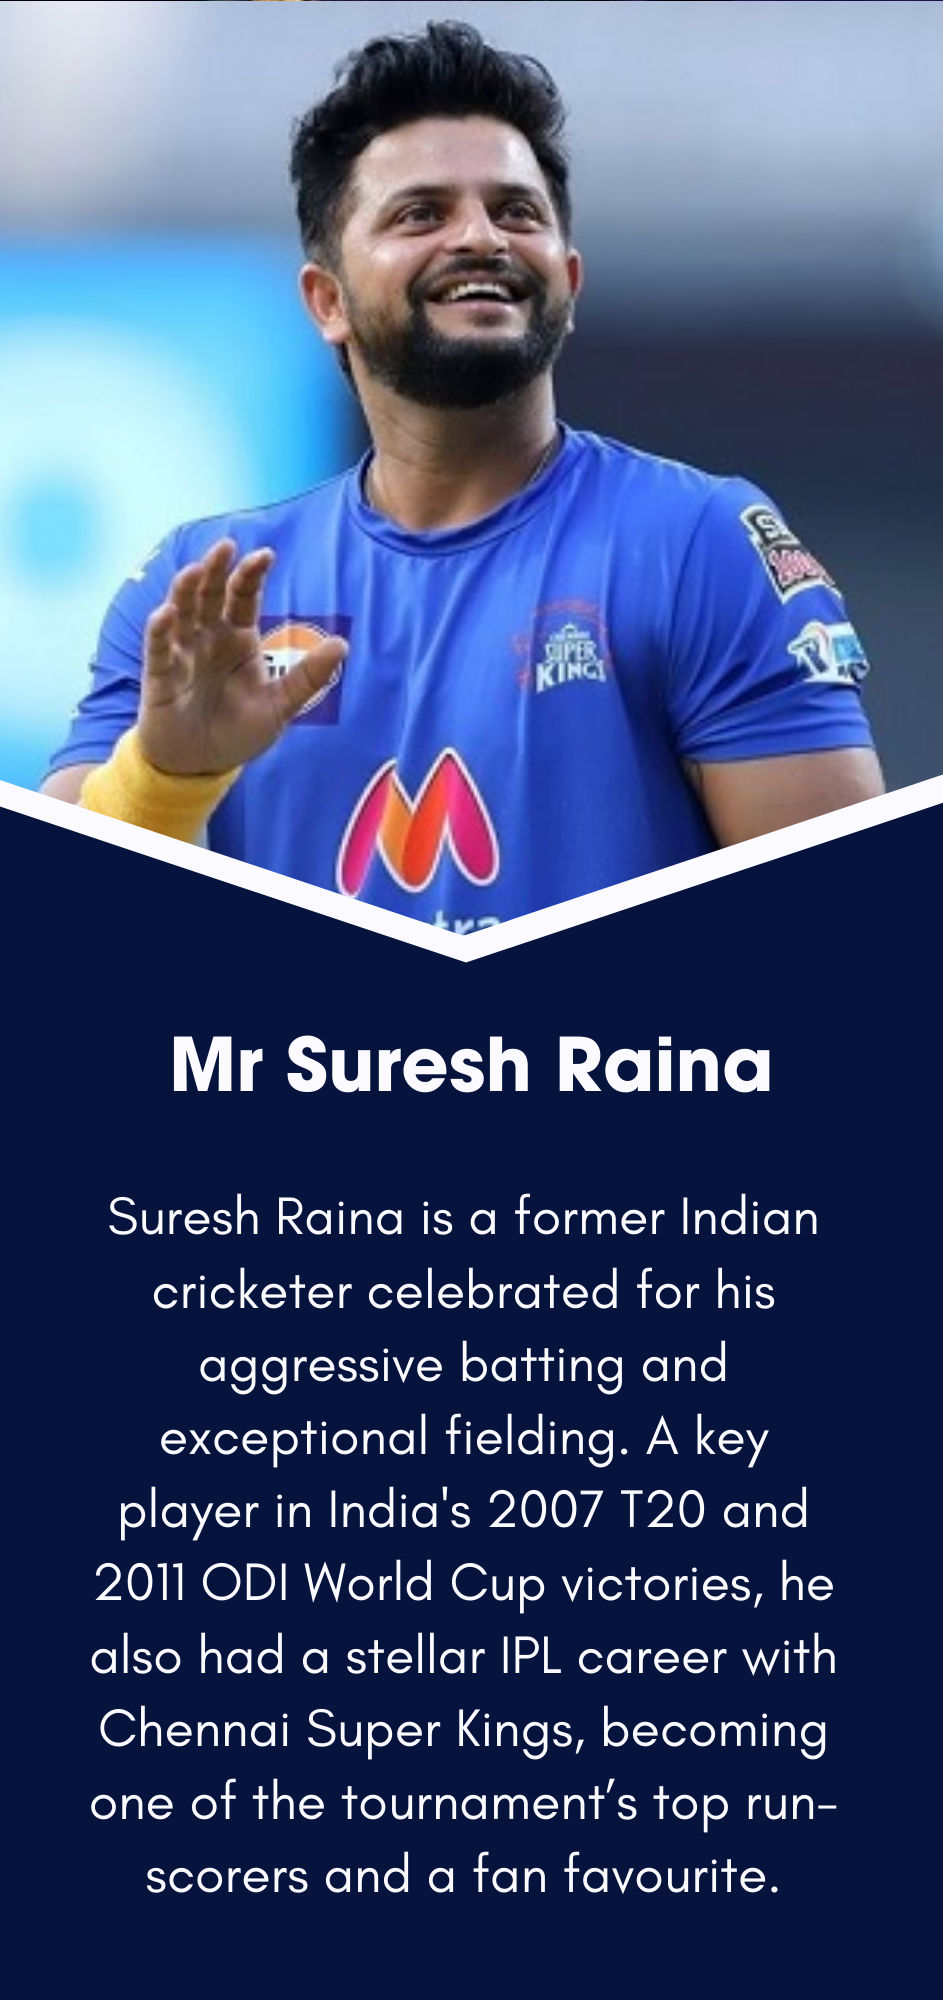 SUPER
KINGS
Mr Suresh Raina
Suresh Raina is a former Indian
cricketer celebrated for his
aggressive batting and
exceptional fielding. A key
player in India's 2007 T20 and
2011 ODI World Cup victories, he
also had a stellar IPL career with
Chennai Super Kings, becoming
one of the tournament’s top run-
scorers and a fan favourite.